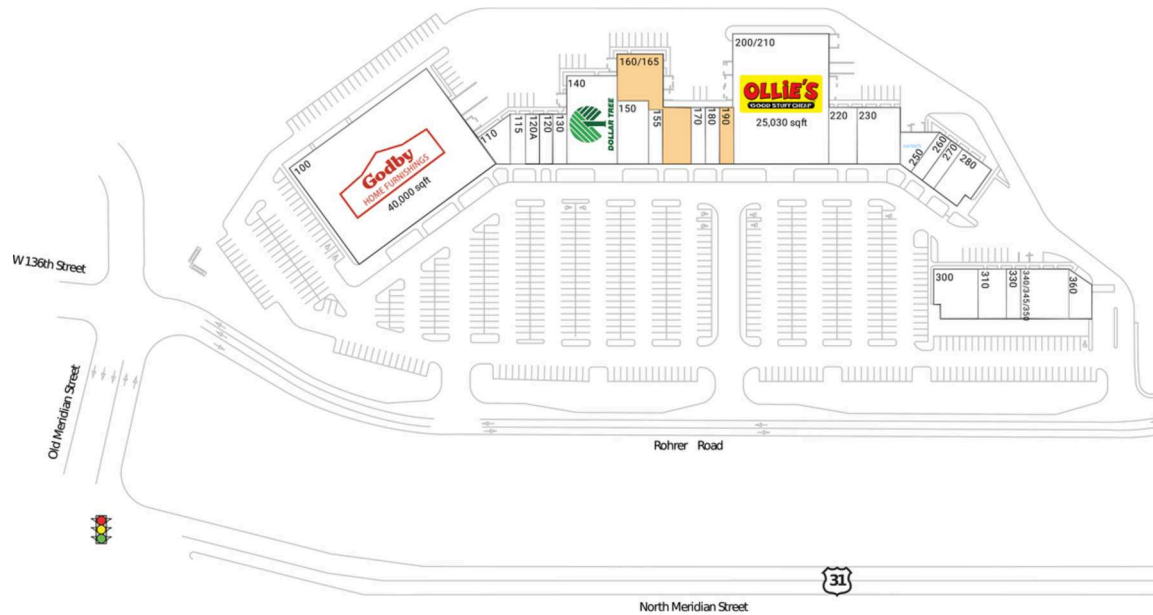 200/210
OLLIE'S
GOOD STUFF CHEAP
25,030 sqft
160/165
140
DOLLAR TREE
150
155
170
180
190
220
230
100
Godby
HOME FURNISHINGS
40,000 sqft
110
115
120A
120
130
250
260
270
280
300
310
330
340/345/350
360
W 136th Street
Old Meridian Street
Rohrer Road
31
North Meridian Street